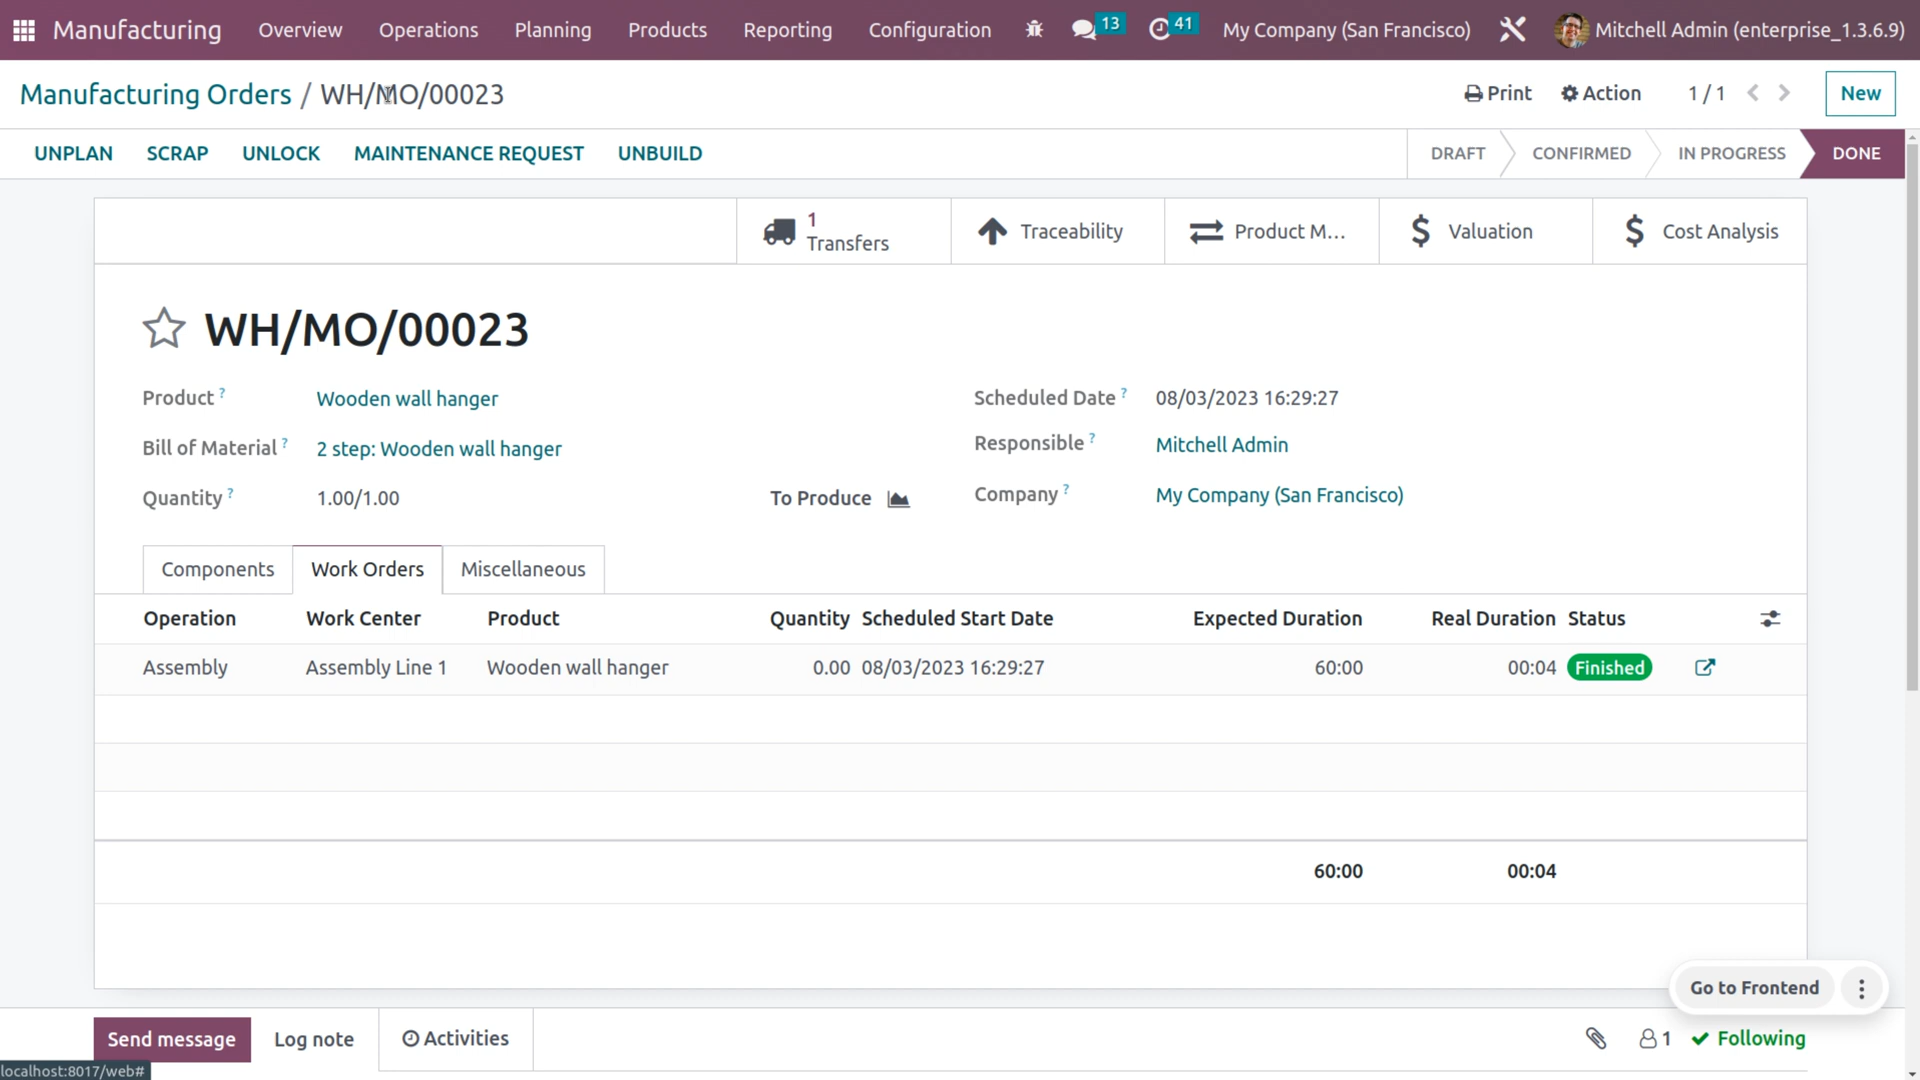 Manufacturing Overview Operations Planning Products Reporting Configuration 13 41 My Company (San Francisco) Mitchell Admin (enterprise_1.3.6.9)
Manufacturing Orders / WH/MO/00023 Print Action 1 / 1 New
UNPLAN SCRAP UNLOCK MAINTENANCE REQUEST UNBUILD DRAFT CONFIRMED IN PROGRESS DONE
1
Transfers Traceability Product M... Valuation Cost Analysis
WH/MO/00023
Product ? Wooden wall hanger Scheduled Date ? 08/03/2023 16:29:27
Bill of Material ? 2 step: Wooden wall hanger Responsible ? Mitchell Admin
Quantity ? 1.00/1.00 To Produce Company ? My Company (San Francisco)
Components Work Orders Miscellaneous
Operation Work Center Product Quantity Scheduled Start Date Expected Duration Real Duration Status
Assembly Assembly Line 1 Wooden wall hanger 0.00 08/03/2023 16:29:27 60:00 00:04 Finished
60:00 00:04
Go to Frontend
Send message Log note Activities 1 Following
localhost:8017/web#